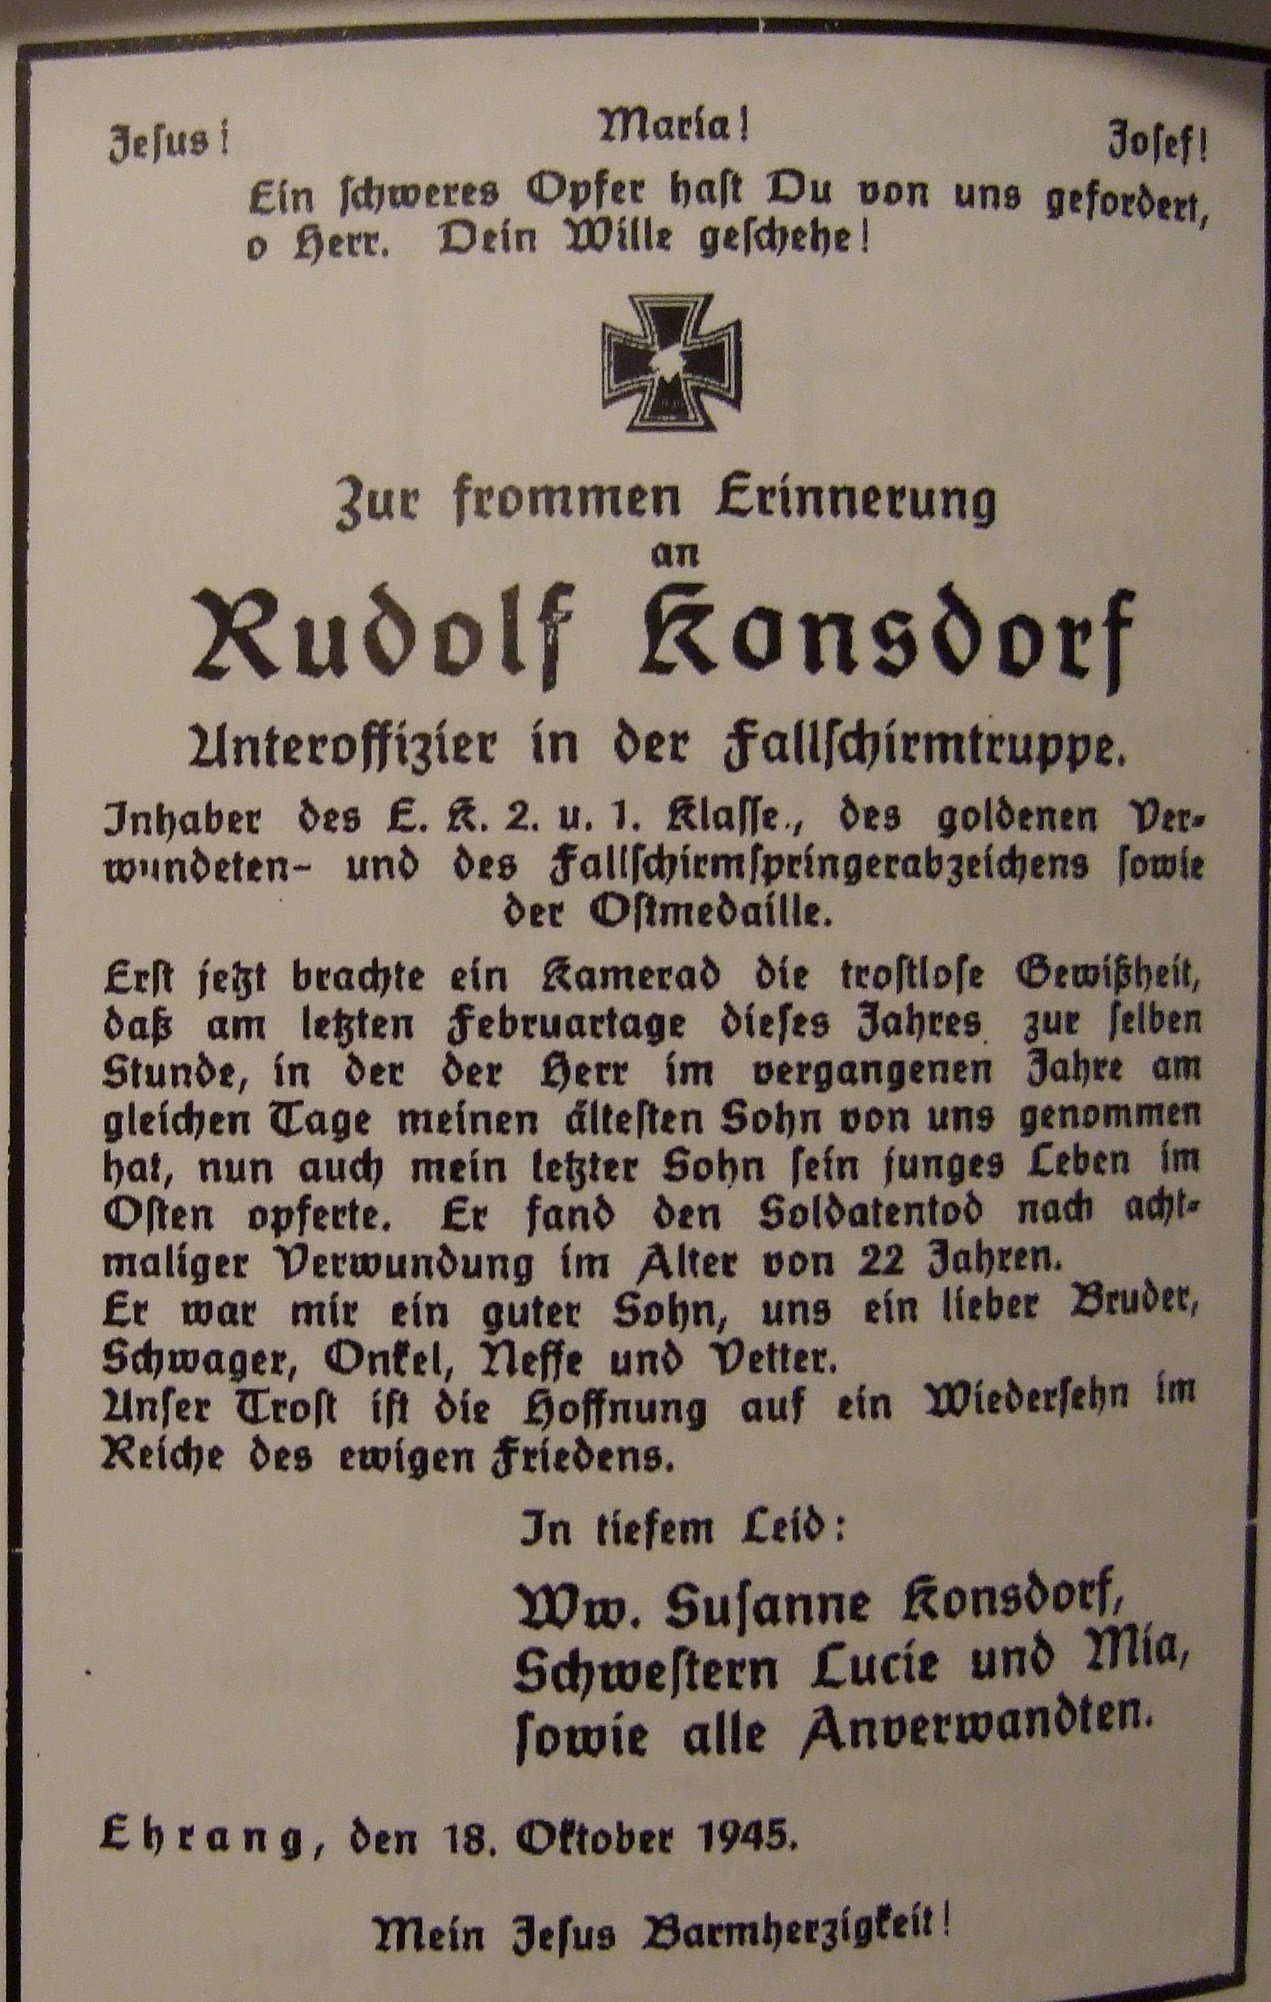 Jesus! Maria! Josef!
Ein schweres Opfer hast Du von uns gefordert,
o Herr. Dein Wille geschehe!
Zur frommen Erinnerung
an
Rudolf Konsdorf
Unteroffizier in der Fallschirmtruppe.
Inhaber des E. K. 2. u. 1. Klasse., des goldenen Ver-
wundeten- und des Fallschirmspringerabzeichens sowie
der Ostmedaille.
Erst jetzt brachte ein Kamerad die trostlose Gewißheit,
daß am letzten Februartage dieses Jahres zur selben
Stunde, in der der Herr im vergangenen Jahre am
gleichen Tage meinen ältesten Sohn von uns genommen
hat, nun auch mein letzter Sohn sein junges Leben im
Osten opferte. Er fand den Soldatentod nach acht-
maliger Verwundung im Alter von 22 Jahren.
Er war mir ein guter Sohn, uns ein lieber Bruder,
Schwager, Onkel, Neffe und Vetter.
Unser Trost ist die Hoffnung auf ein Wiedersehn im
Reiche des ewigen Friedens.
In tiefem Leid:
Ww. Susanne Konsdorf,
Schwestern Lucie und Mia,
sowie alle Anverwandten.
Ehrang, den 18. Oktober 1945.
Mein Jesus Barmherzigkeit!